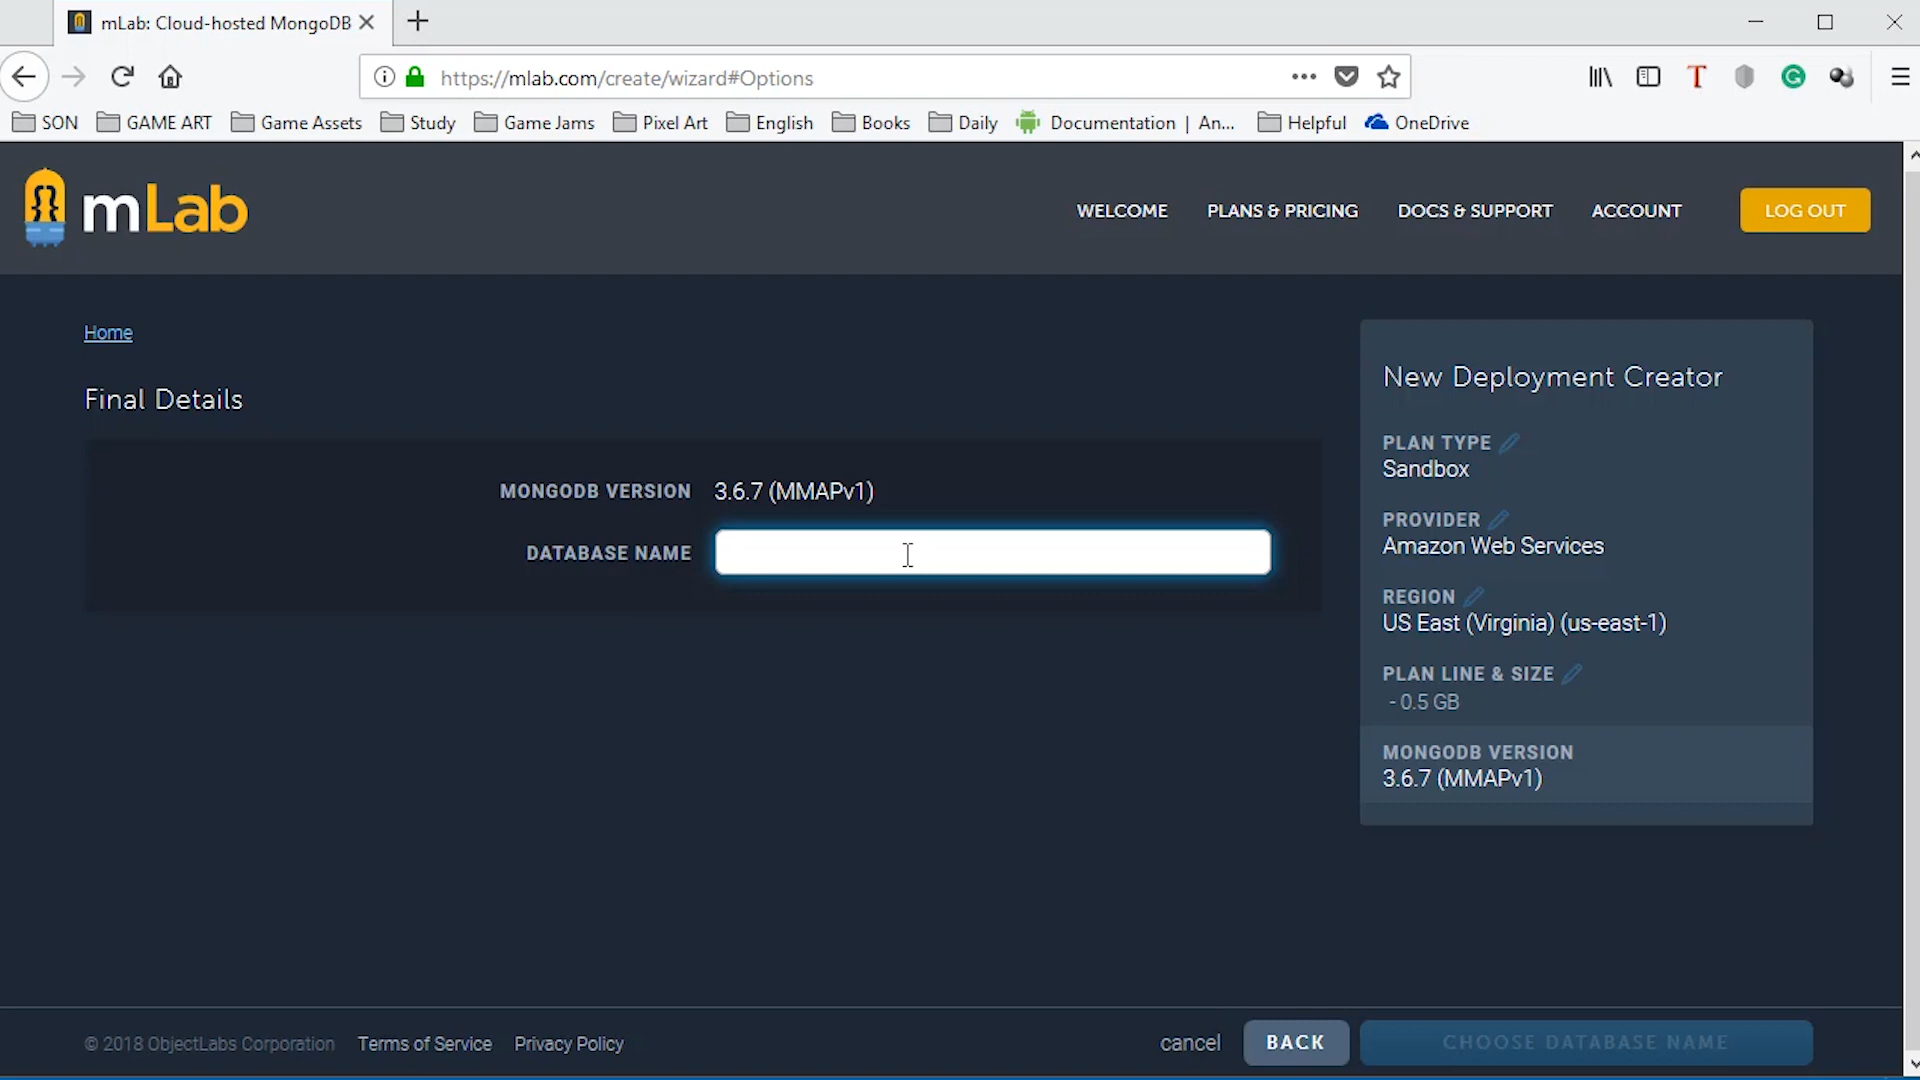 mLab: Cloud-hosted MongoDB
https://mlab.com/create/wizard#Options
SON GAME ART Game Assets Study Game Jams Pixel Art English Books Daily Documentation | An... Helpful OneDrive
mLab
WELCOME PLANS & PRICING DOCS & SUPPORT ACCOUNT LOG OUT
Home
Final Details
MONGODB VERSION 3.6.7 (MMAPv1)
DATABASE NAME
New Deployment Creator
PLAN TYPE
Sandbox
PROVIDER
Amazon Web Services
REGION
US East (Virginia) (us-east-1)
PLAN LINE & SIZE
- 0.5 GB
MONGODB VERSION
3.6.7 (MMAPv1)
© 2018 ObjectLabs Corporation Terms of Service Privacy Policy cancel BACK CHOOSE DATABASE NAME